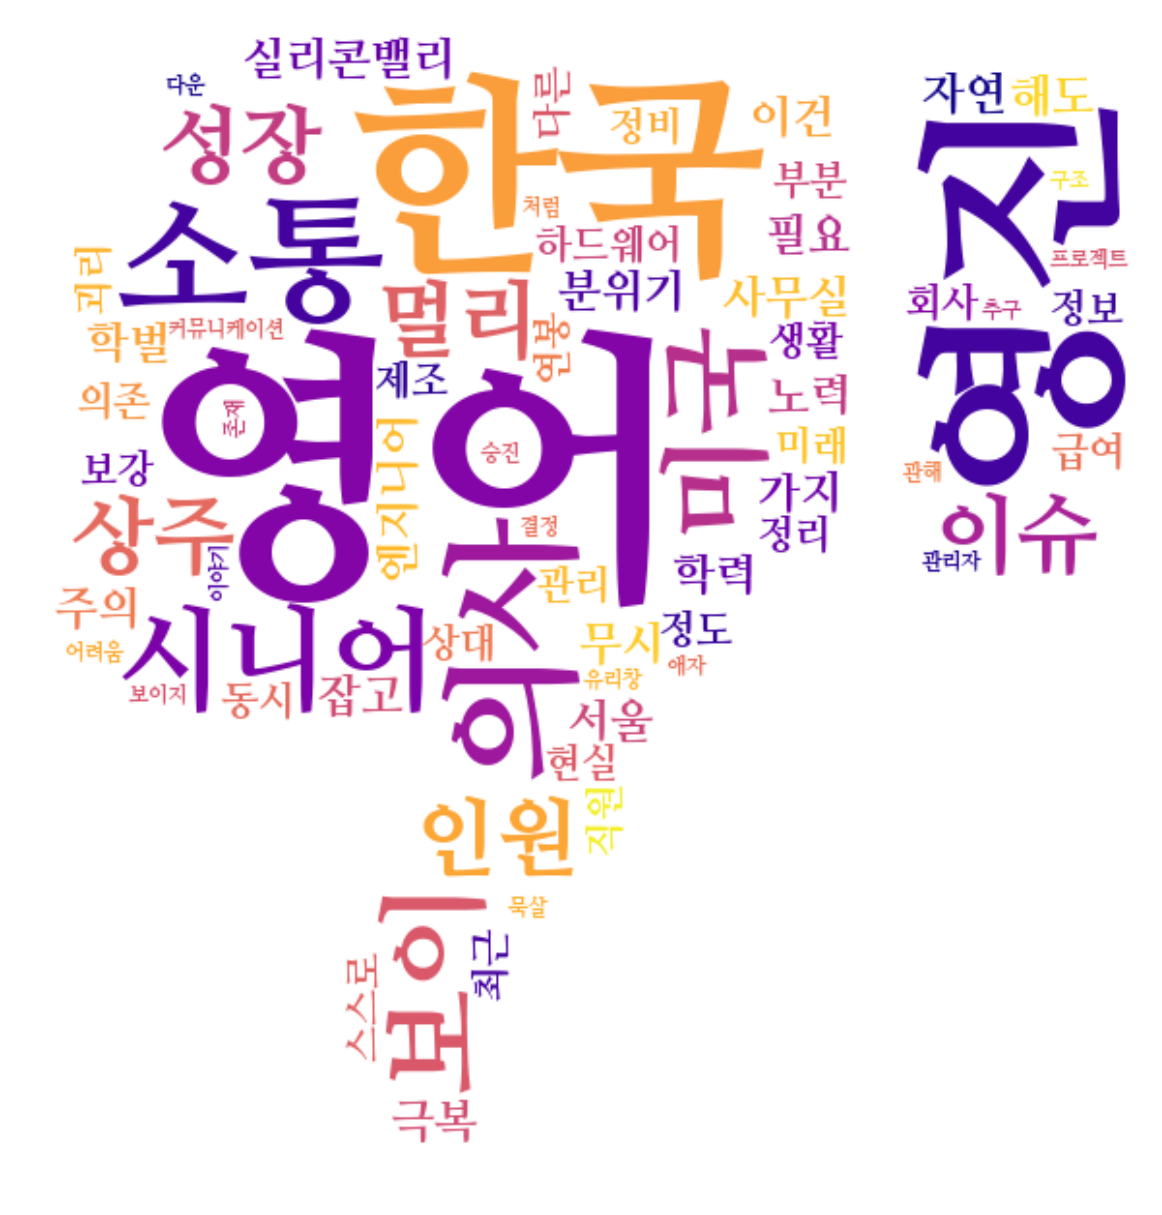 실리콘밸리
다운
성장
한국
다른
정비
이건
자연
해도
영진
구조
부분
처럼
필요
소통
하드웨어
프로젝트
괴리
멀리
분위기
사무실
회사
추구
정보
학벌
커뮤니케이션
연봉
생활
영어
제조
미국
노력
의존
존재
승진
엔지니어
미래
급여
보강
관해
가지
상주
결정
정리
이슈
의사
이야기
관리
학력
관리자
주의
시니어
상대
무시
정도
어려움
애자
보이지
동시
잡고
유리창
서울
현실
인원
직원
보이
묵살
최근
스스로
극복